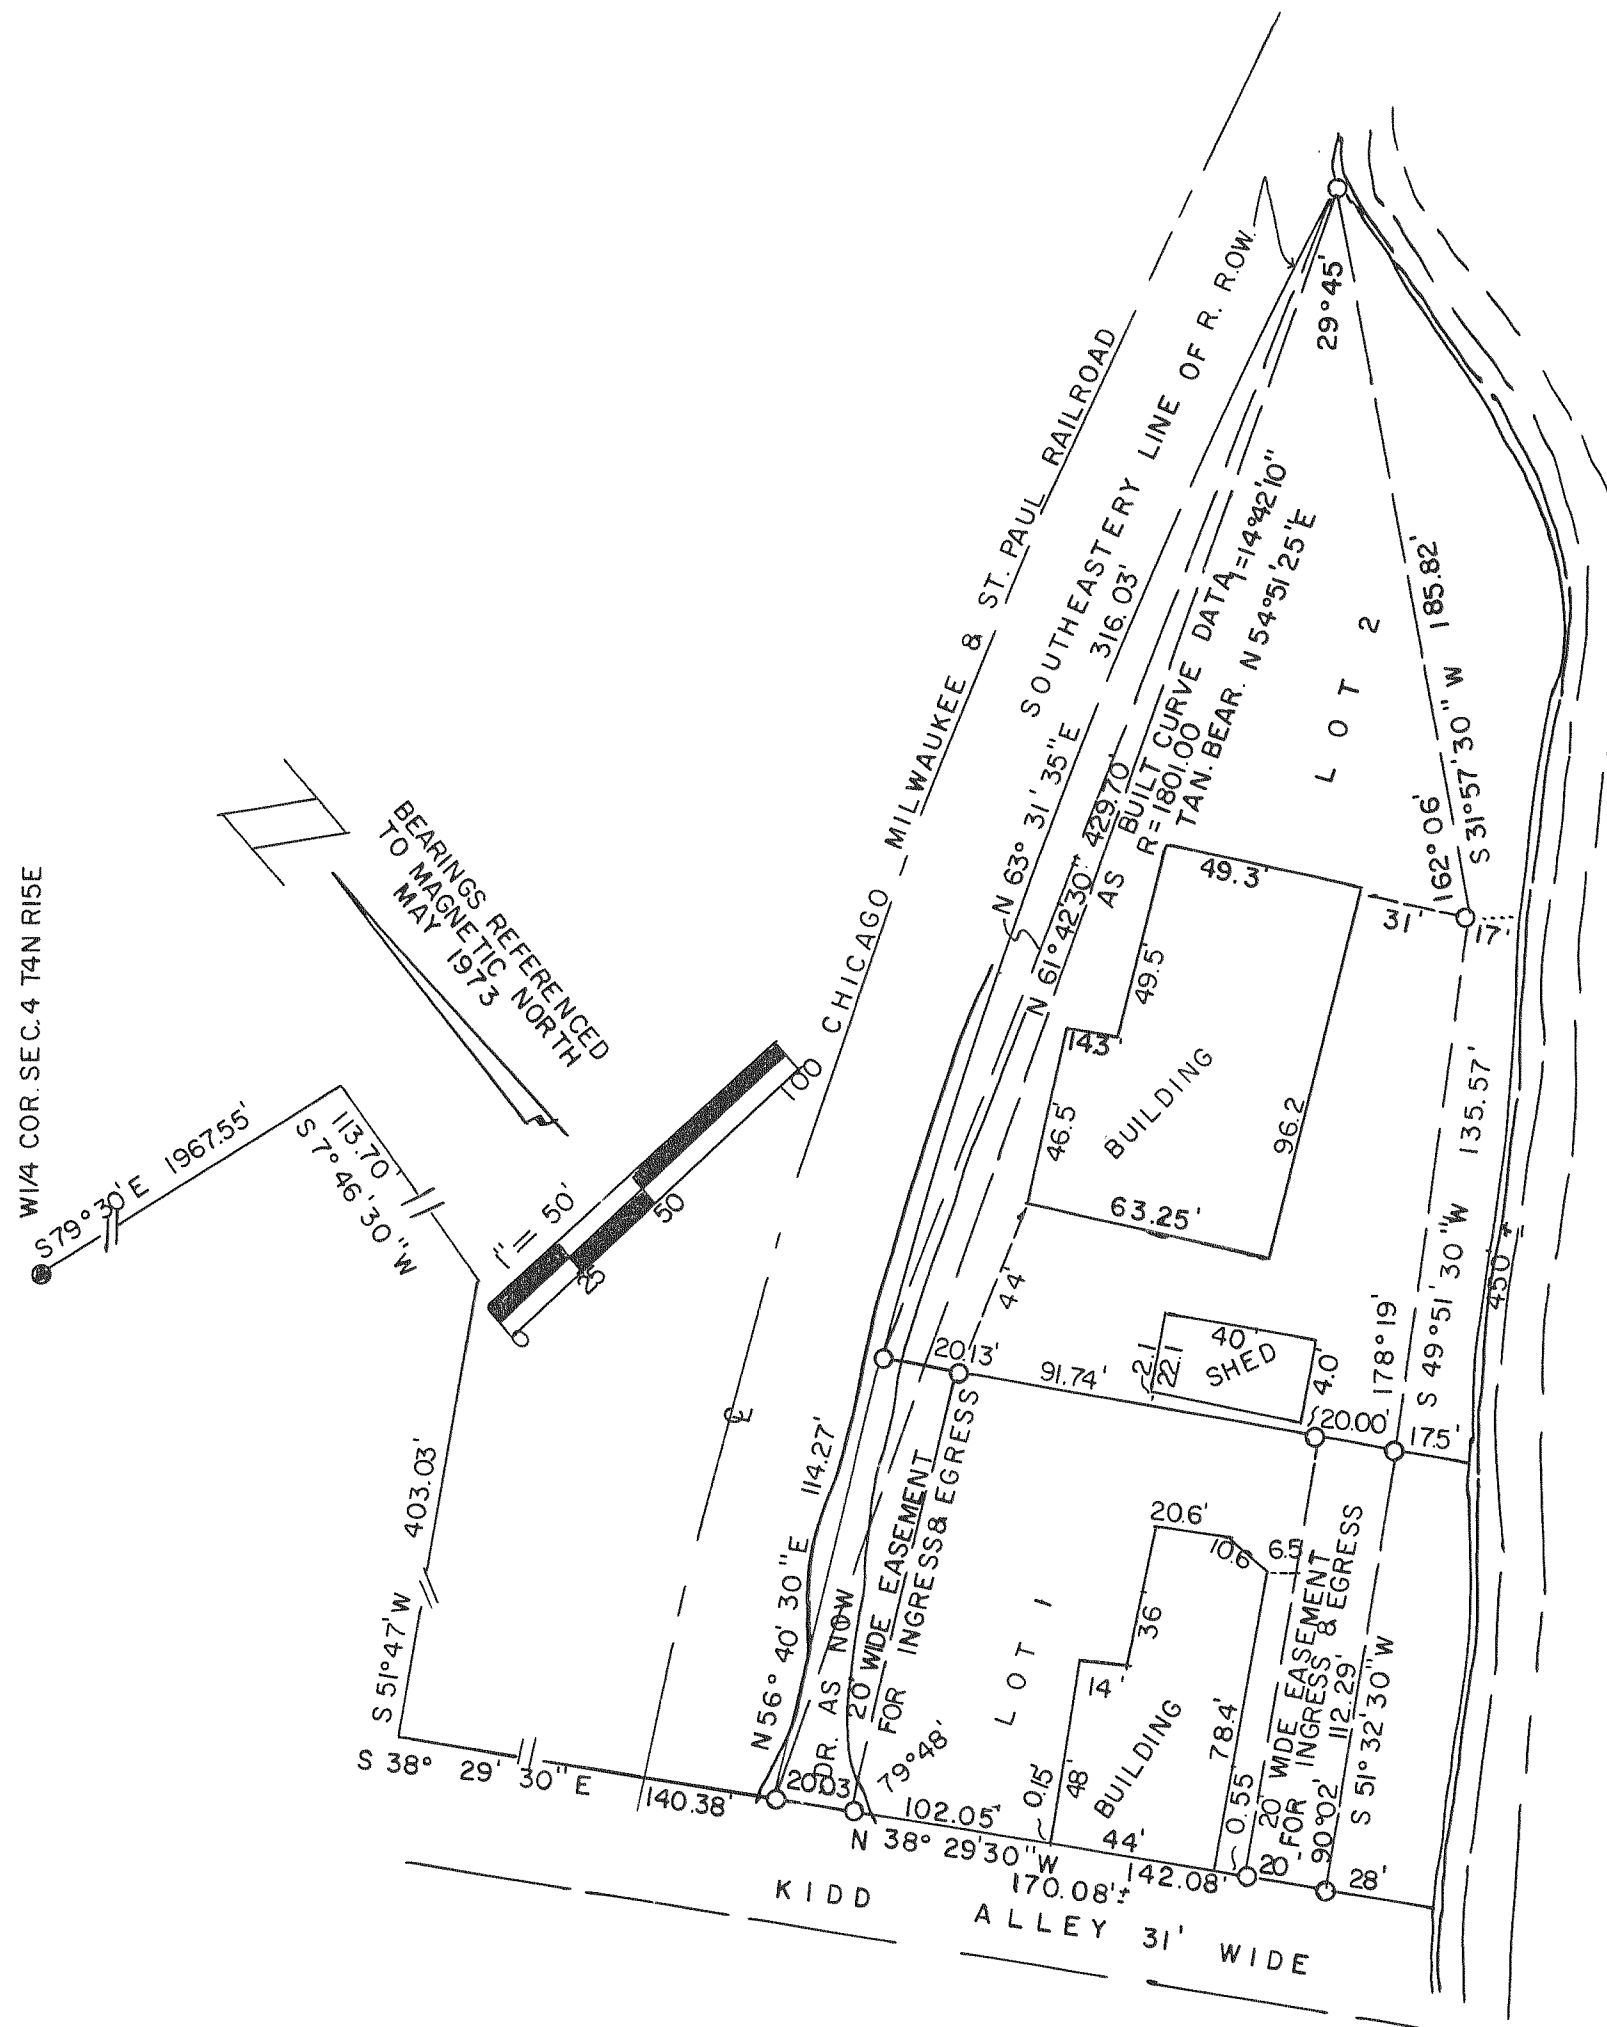 W1/4 COR. SEC. 4 T4N R15E
S79°30'E 1967.55'
113.70'
S 7° 46' 30"W
403.03'
S 51°47'W
S 38° 29' 30"E
140.38'
BEARINGS REFERENCED
TO MAGNETIC NORTH
MAY 1973
1" = 50'
0
25
50
100
CHICAGO MILWAUKEE & ST. PAUL RAILROAD
SOUTHEASTERY LINE OF R. R.OW.
316.03'
N 63° 31' 35"E
N 61° 42' 30" 429.70'
AS BUILT CURVE DATA
R=1801.00 I=14°42'10"
TAN. BEAR. N 54°51'25"E
29°45'
LOT 2
185.82'
S 31°57'30" W
162°06'
49.3'
31'
17'
49.5'
14.3'
46.5'
BUILDING
96.2
63.25'
44'
135.57'
S 49°51'30"W
450'±
20.13'
91.74'
2.1
22.1
40'
SHED
4.0'
178°19'
20.00'
17.5'
114.27'
N56° 40' 30"E
DR. AS NOW
20' WIDE EASEMENT
FOR INGRESS & EGRESS
LOT 1
20.6'
10.6
6.5
36'
14'
48'
0.15'
BUILDING
78.4'
0.55'
20' WIDE EASEMENT
FOR INGRESS & EGRESS
112.29'
S 51°32'30"W
90°02'
20.03
79°48'
102.05'
N 38° 29'30"W
44'
142.08'
170.08'±
20
28'
KIDD ALLEY 31' WIDE